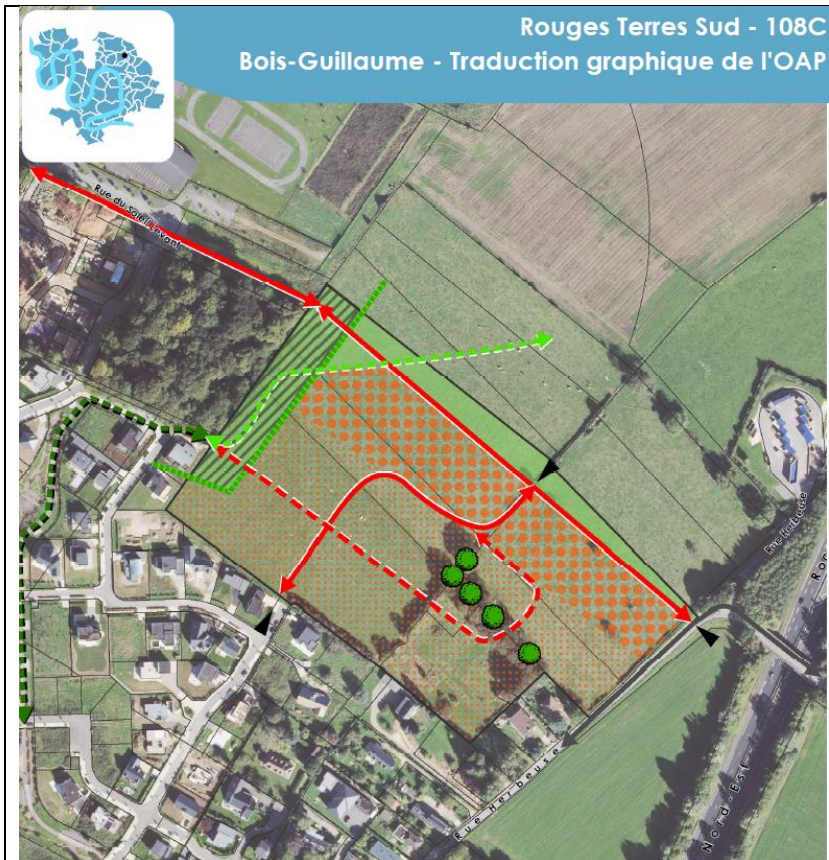 Rouges Terres Sud - 108C
Bois-Guillaume - Traduction graphique de l'OAP
Rue du Soleil Levant
Rue Herbeuse
Roc
Rue Herbeuse
Nord-Est